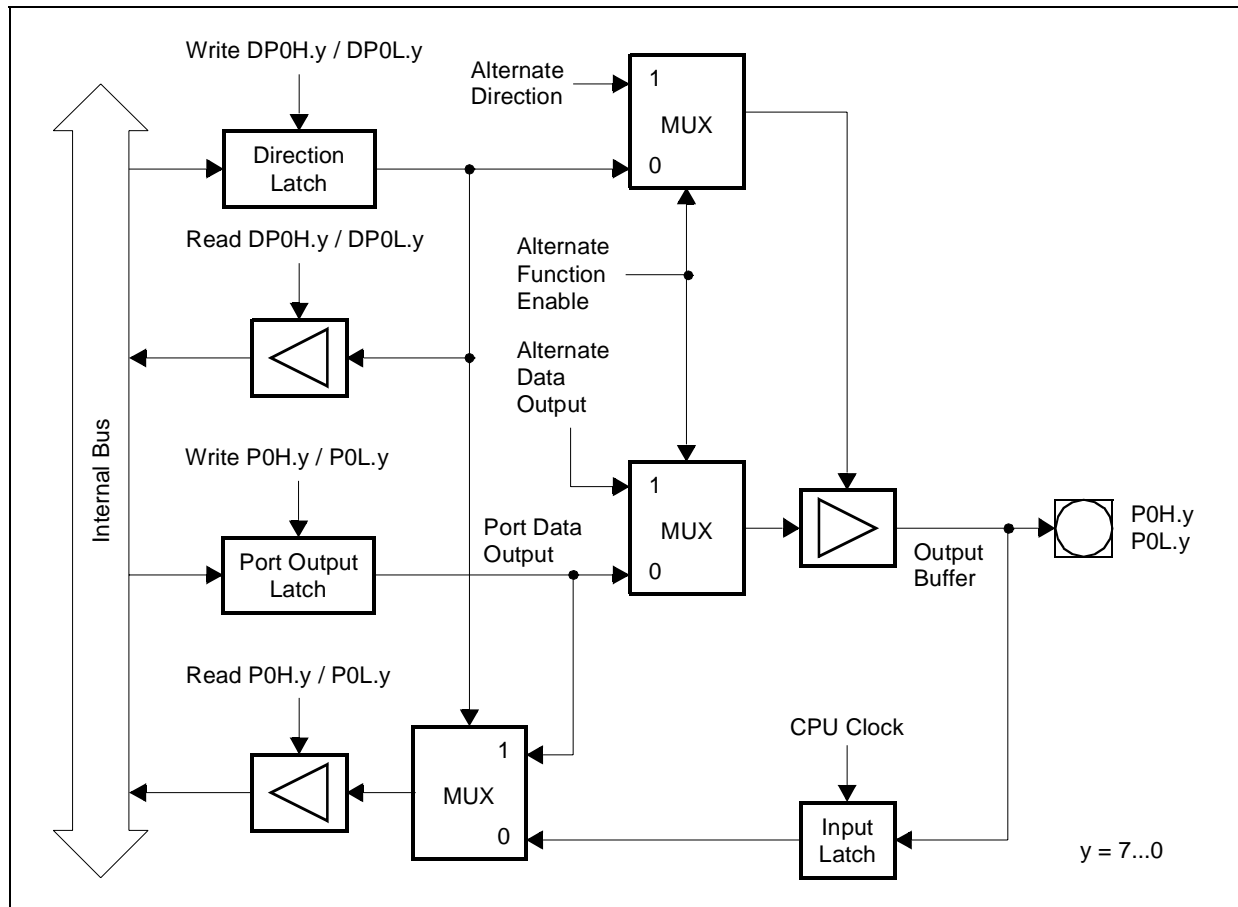 Write DP0H.y / DP0L.y
Alternate
Direction
1
MUX
0
Direction
Latch
Read DP0H.y / DP0L.y
Alternate
Function
Enable
Alternate
Data
Output
Internal Bus
Write P0H.y / P0L.y
1
MUX
0
Port Data
Output
Port Output
Latch
Output
Buffer
P0H.y
P0L.y
Read P0H.y / P0L.y
CPU Clock
1
MUX
0
Input
Latch
y = 7...0